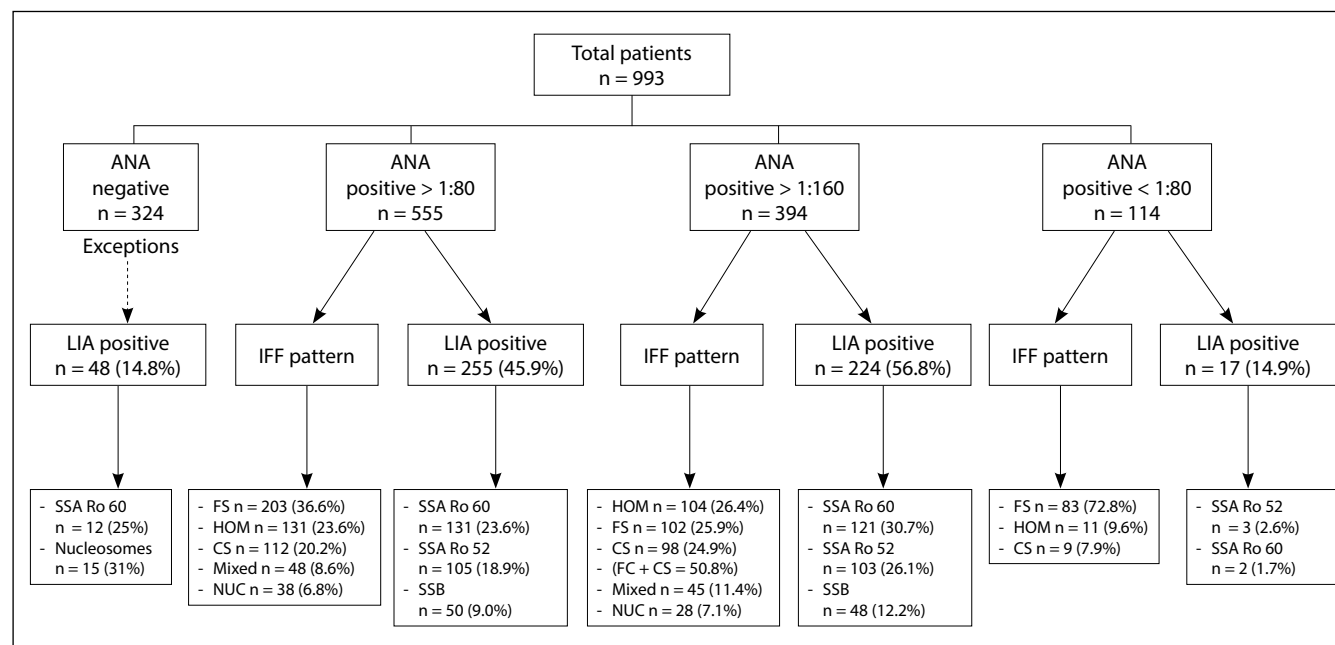 Total patients
n = 993
ANA
negative
n = 324
ANA
positive > 1:80
n = 555
ANA
positive > 1:160
n = 394
ANA
positive < 1:80
n = 114
Exceptions
LIA positive
n = 48 (14.8%)
IFF pattern
LIA positive
n = 255 (45.9%)
IFF pattern
LIA positive
n = 224 (56.8%)
IFF pattern
LIA positive
n = 17 (14.9%)
- SSA Ro 60
n = 12 (25%)
- Nucleosomes
n = 15 (31%)
- FS n = 203 (36.6%)
- HOM n = 131 (23.6%)
- CS n = 112 (20.2%)
- Mixed n = 48 (8.6%)
- NUC n = 38 (6.8%)
- SSA Ro 60
n = 131 (23.6%)
- SSA Ro 52
n = 105 (18.9%)
- SSB
n = 50 (9.0%)
- HOM n = 104 (26.4%)
- FS n = 102 (25.9%)
- CS n = 98 (24.9%)
- (FC + CS = 50.8%)
- Mixed n = 45 (11.4%)
- NUC n = 28 (7.1%)
- SSA Ro 60
n = 121 (30.7%)
- SSA Ro 52
n = 103 (26.1%)
- SSB
n = 48 (12.2%)
- FS n = 83 (72.8%)
- HOM n = 11 (9.6%)
- CS n = 9 (7.9%)
- SSA Ro 52
n = 3 (2.6%)
- SSA Ro 60
n = 2 (1.7%)